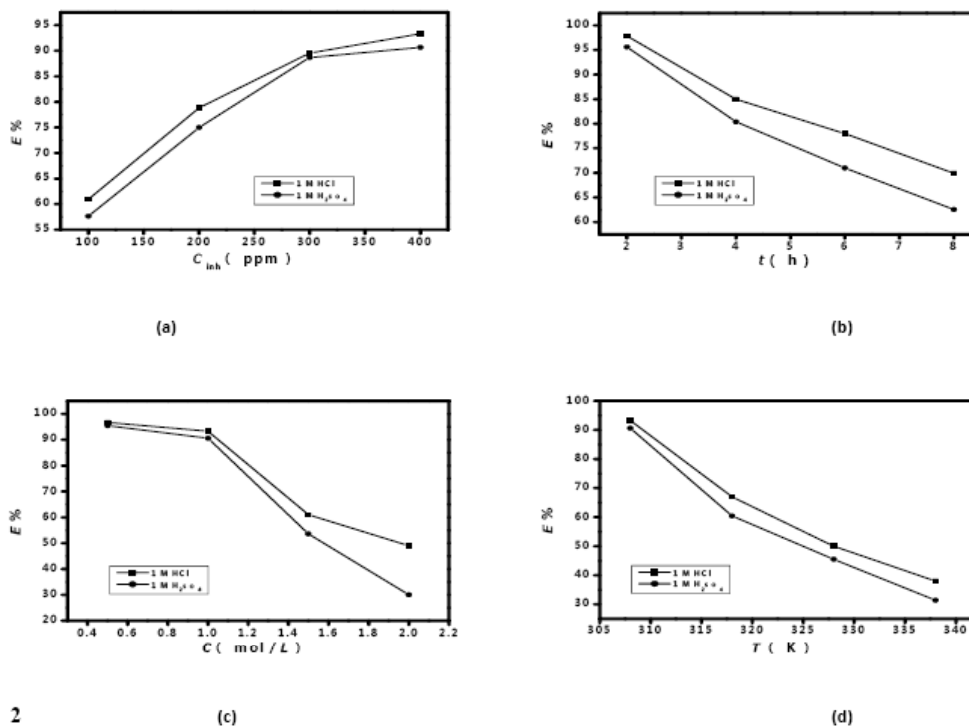 95
90
85
80
75
70
65
60
55
E %
1 M HCl
1 M H₂so₄
100 150 200 250 300 350 400
C inh ( ppm )
(a)
100
95
90
85
80
75
70
65
60
E %
1 M HCl
1 M H₂so₄
2 3 4 5 6 7 8
t ( h )
(b)
100
90
80
70
60
50
40
30
20
E %
1 M HCl
1 M H₂so₄
0.4 0.6 0.8 1.0 1.2 1.4 1.6 1.8 2.0 2.2
C ( mol / L )
2 (c)
100
90
80
70
60
50
40
30
E %
1 M HCl
1 M H₂so₄
305 310 315 320 325 330 335 340
T ( K )
(d)